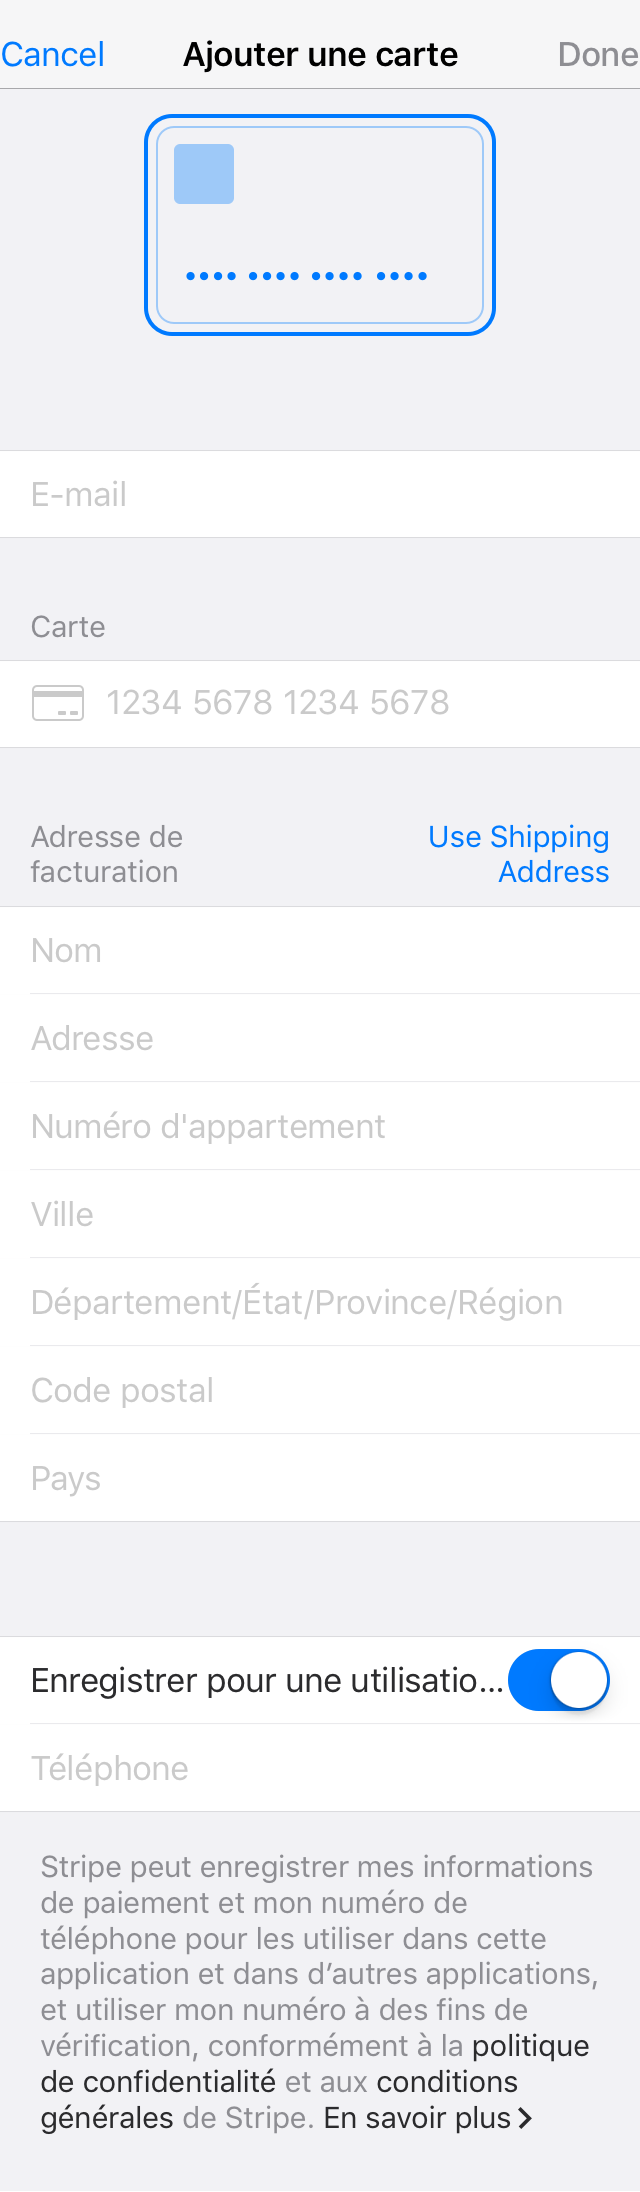 Cancel Ajouter une carte Done
•••• •••• •••• ••••
E-mail
Carte
1234 5678 1234 5678
Adresse de
facturation
Use Shipping
Address
Nom
Adresse
Numéro d'appartement
Ville
Département/État/Province/Région
Code postal
Pays
Enregistrer pour une utilisatio...
Téléphone
Stripe peut enregistrer mes informations
de paiement et mon numéro de
téléphone pour les utiliser dans cette
application et dans d’autres applications,
et utiliser mon numéro à des fins de
vérification, conformément à la politique
de confidentialité et aux conditions
générales de Stripe. En savoir plus